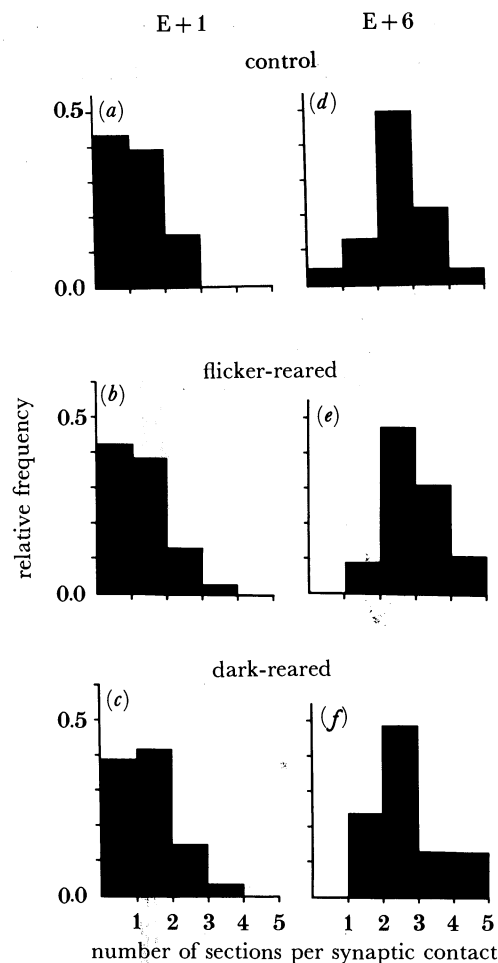 E + 1 E + 6
control
(a) (d)
0.5
0.0
flicker-reared
(b) (e)
0.5
0.0
relative frequency
dark-reared
(c) (f)
0.5
0.0
1 2 3 4 5 1 2 3 4 5
number of sections per synaptic contact